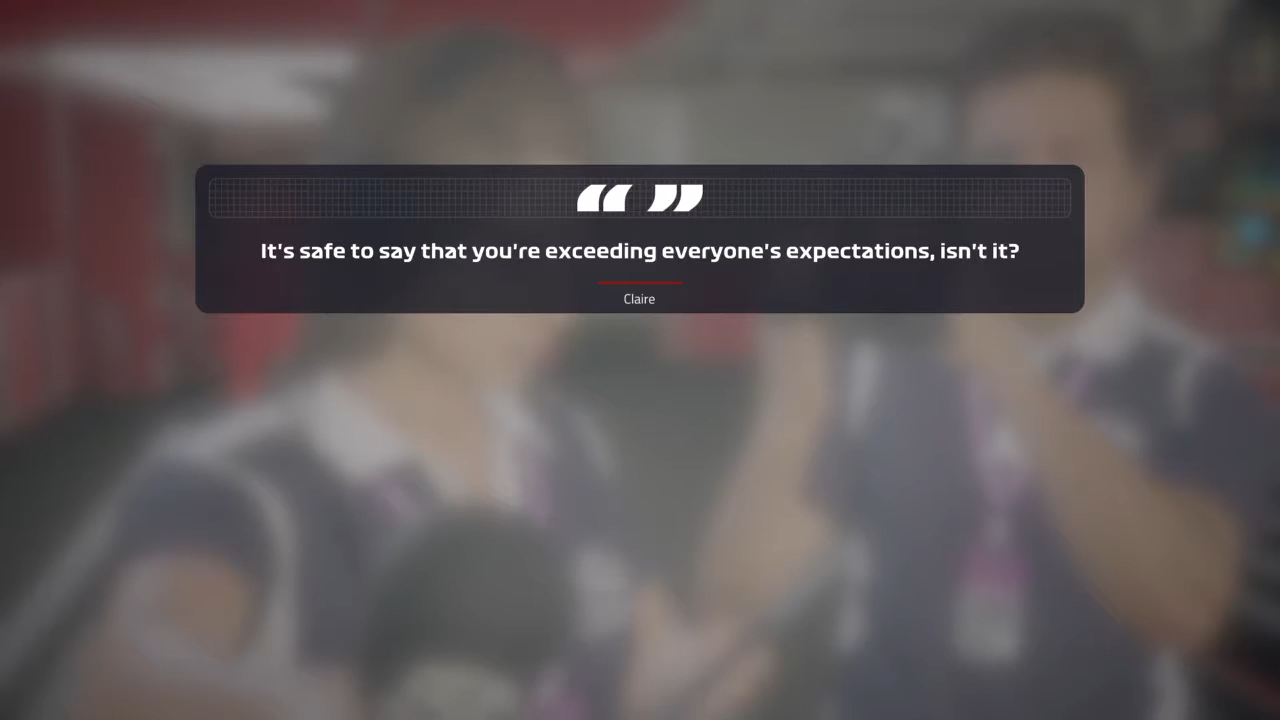 “ ”
It's safe to say that you're exceeding everyone's expectations, isn't it?
Claire